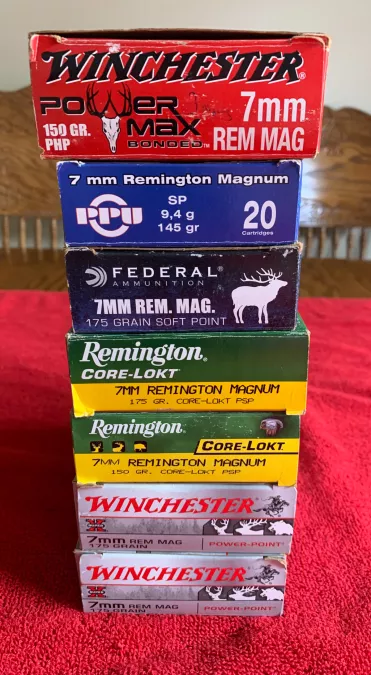 WINCHESTER®
POWER MAX BONDED™
150 GR. PHP
7mm REM MAG
7 mm Remington Magnum
PPU
SP
9,4 g
145 gr
20
Cartridges
FEDERAL®
AMMUNITION
7MM REM. MAG.
175 GRAIN SOFT POINT
Remington®
CORE-LOKT
7MM REMINGTON MAGNUM
175 GR. CORE-LOKT PSP
Remington®
CORE-LOKT
7MM REMINGTON MAGNUM
150 GR. CORE-LOKT PSP
WINCHESTER
X
7mm REM MAG
175 GRAIN
POWER-POINT
WINCHESTER
X
7mm REM MAG
175 GRAIN
POWER-POINT